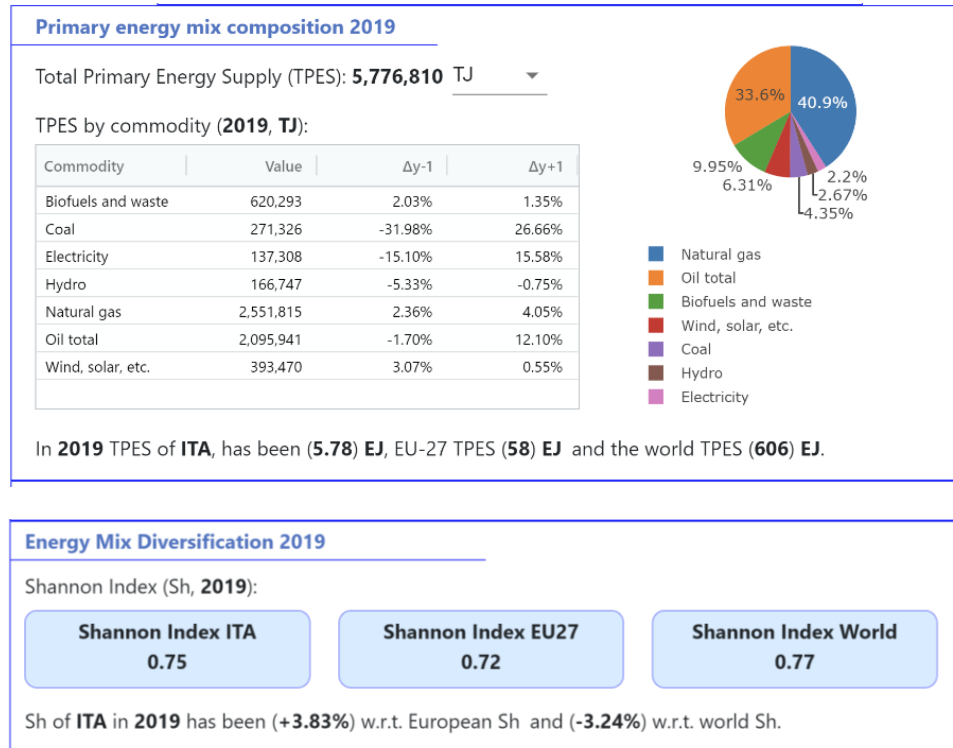 Primary energy mix composition 2019
Total Primary Energy Supply (TPES): 5,776,810 TJ
TPES by commodity (2019, TJ):
Commodity Value Δy-1 Δy+1
Biofuels and waste 620,293 2.03% 1.35%
Coal 271,326 -31.98% 26.66%
Electricity 137,308 -15.10% 15.58%
Hydro 166,747 -5.33% -0.75%
Natural gas 2,551,815 2.36% 4.05%
Oil total 2,095,941 -1.70% 12.10%
Wind, solar, etc. 393,470 3.07% 0.55%
33.6% 40.9%
9.95%
6.31%
2.2%
2.67%
4.35%
Natural gas
Oil total
Biofuels and waste
Wind, solar, etc.
Coal
Hydro
Electricity
In 2019 TPES of ITA, has been (5.78) EJ, EU-27 TPES (58) EJ and the world TPES (606) EJ.
Energy Mix Diversification 2019
Shannon Index (Sh, 2019):
Shannon Index ITA
0.75
Shannon Index EU27
0.72
Shannon Index World
0.77
Sh of ITA in 2019 has been (+3.83%) w.r.t. European Sh and (-3.24%) w.r.t. world Sh.